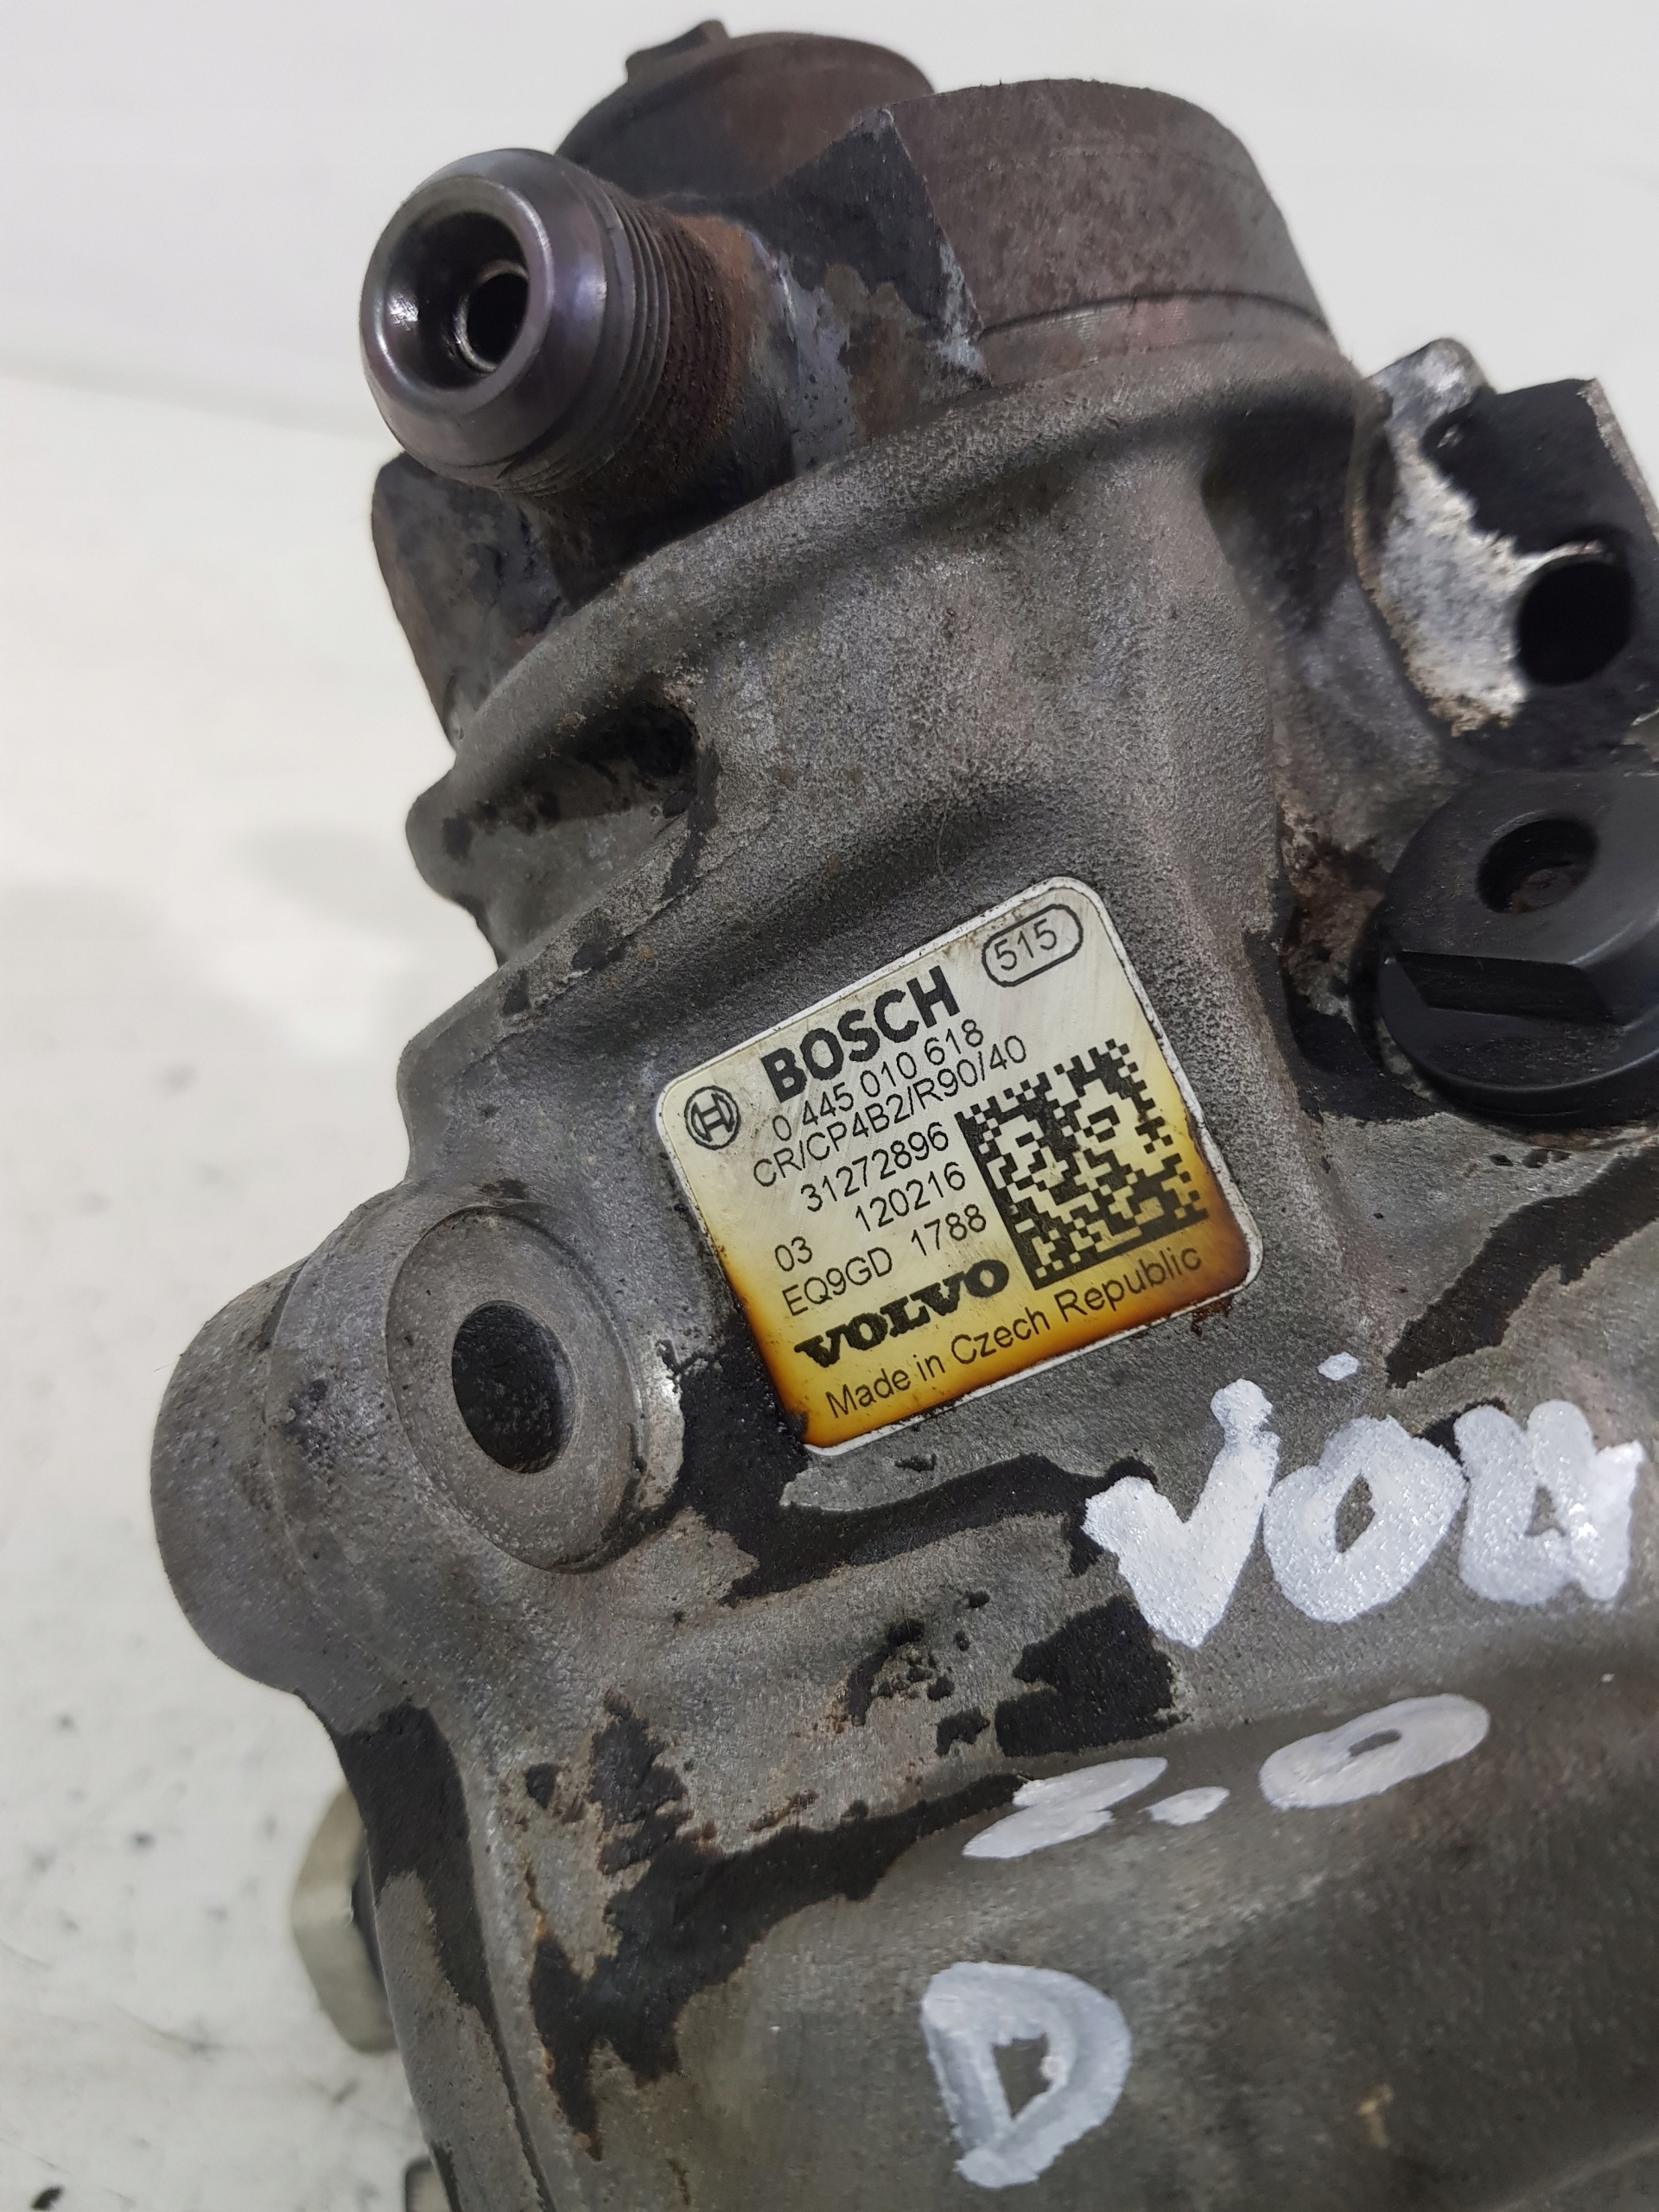 515
BOSCH
0 445 010 618
CR/CP4B2/R90/40
31272896
120216
03
EQ9GD 1788
VOLVO
Made in Czech Republic
2.0
D